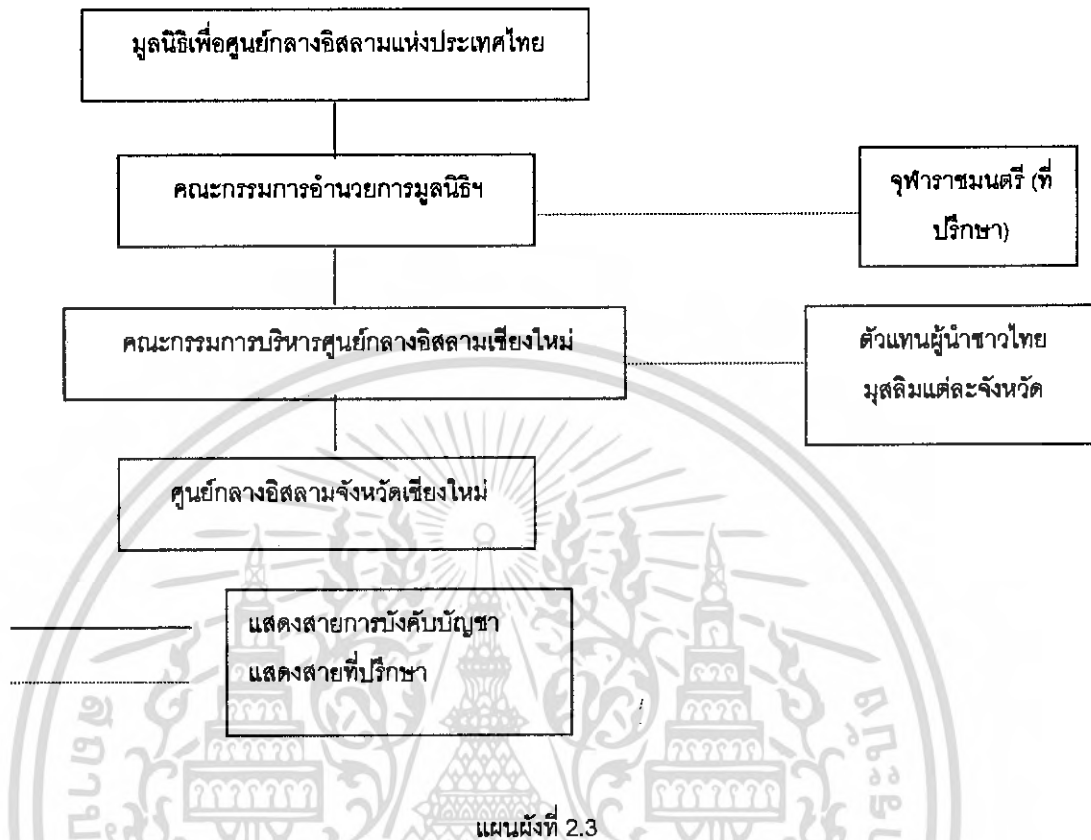 มูลนิธิเพื่อศูนย์กลางอิสลามแห่งประเทศไทย
คณะกรรมการอำนวยการมูลนิธิฯ
จุฬาราชมนตรี (ที่
ปรึกษา)
คณะกรรมการบริหารศูนย์กลางอิสลามเชียงใหม่
ตัวแทนผู้นำชาวไทย
มุสลิมแต่ละจังหวัด
ศูนย์กลางอิสลามจังหวัดเชียงใหม่
แสดงสายการบังคับบัญชา
แสดงสายที่ปรึกษา
แผนผังที่ 2.3